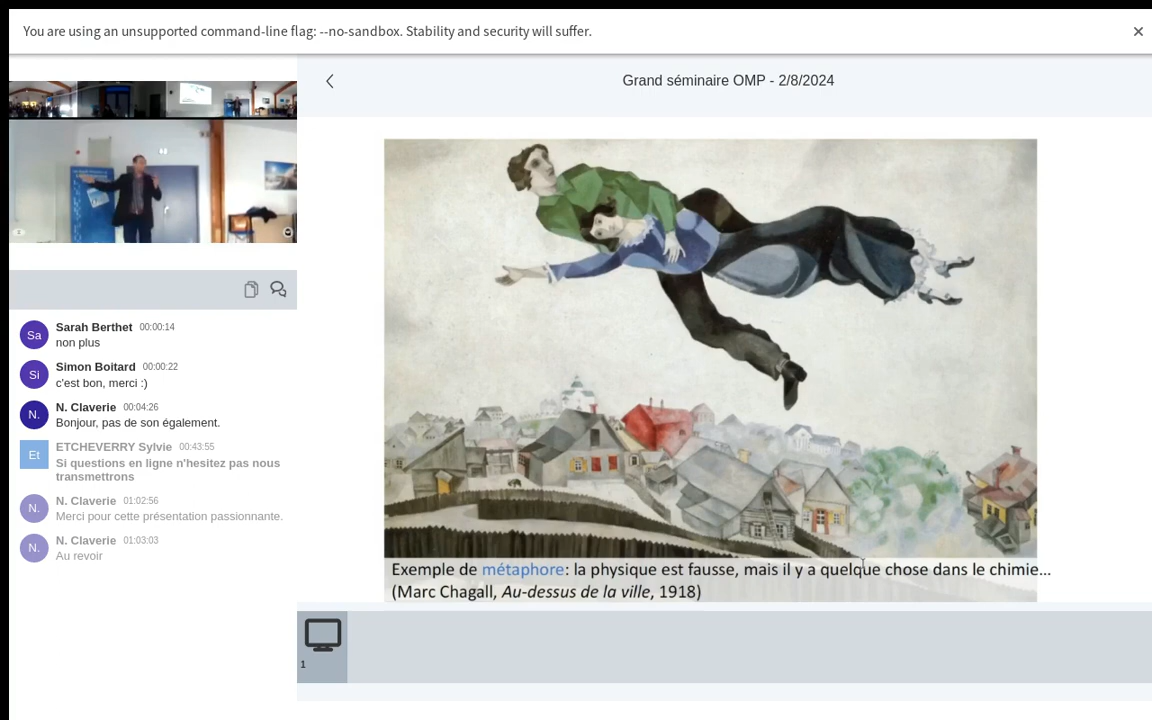 You are using an unsupported command-line flag: --no-sandbox. Stability and security will suffer.
Grand séminaire OMP - 2/8/2024
Sa
Sarah Berthet 00:00:14
non plus
Si
Simon Boitard 00:00:22
c'est bon, merci :)
N.
N. Claverie 00:04:26
Bonjour, pas de son également.
Et
ETCHEVERRY Sylvie 00:43:55
Si questions en ligne n'hesitez pas nous
transmettrons
N.
N. Claverie 01:02:56
Merci pour cette présentation passionnante.
N.
N. Claverie 01:03:03
Au revoir
Exemple de métaphore: la physique est fausse, mais il y a quelque chose dans le chimie...
(Marc Chagall, Au-dessus de la ville, 1918)
1